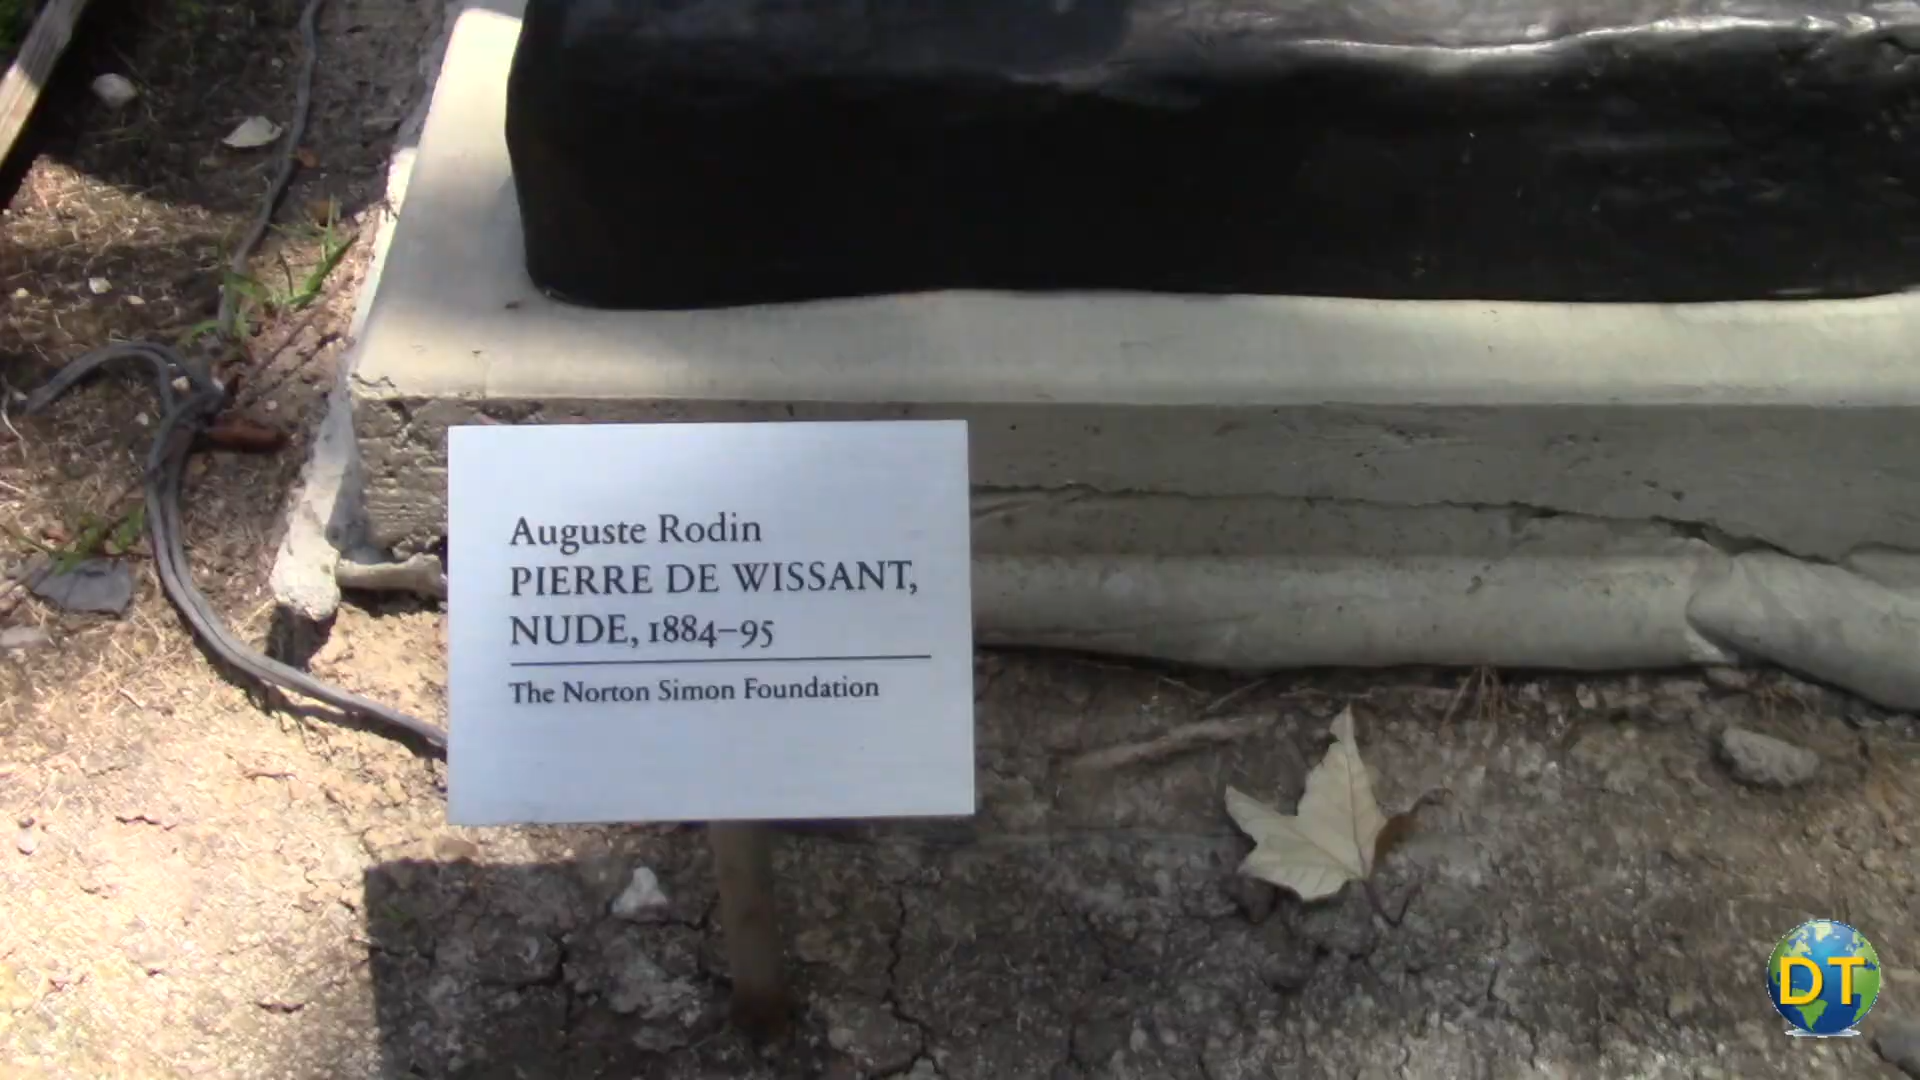 Auguste Rodin
PIERRE DE WISSANT,
NUDE, 1884–95
The Norton Simon Foundation
DT